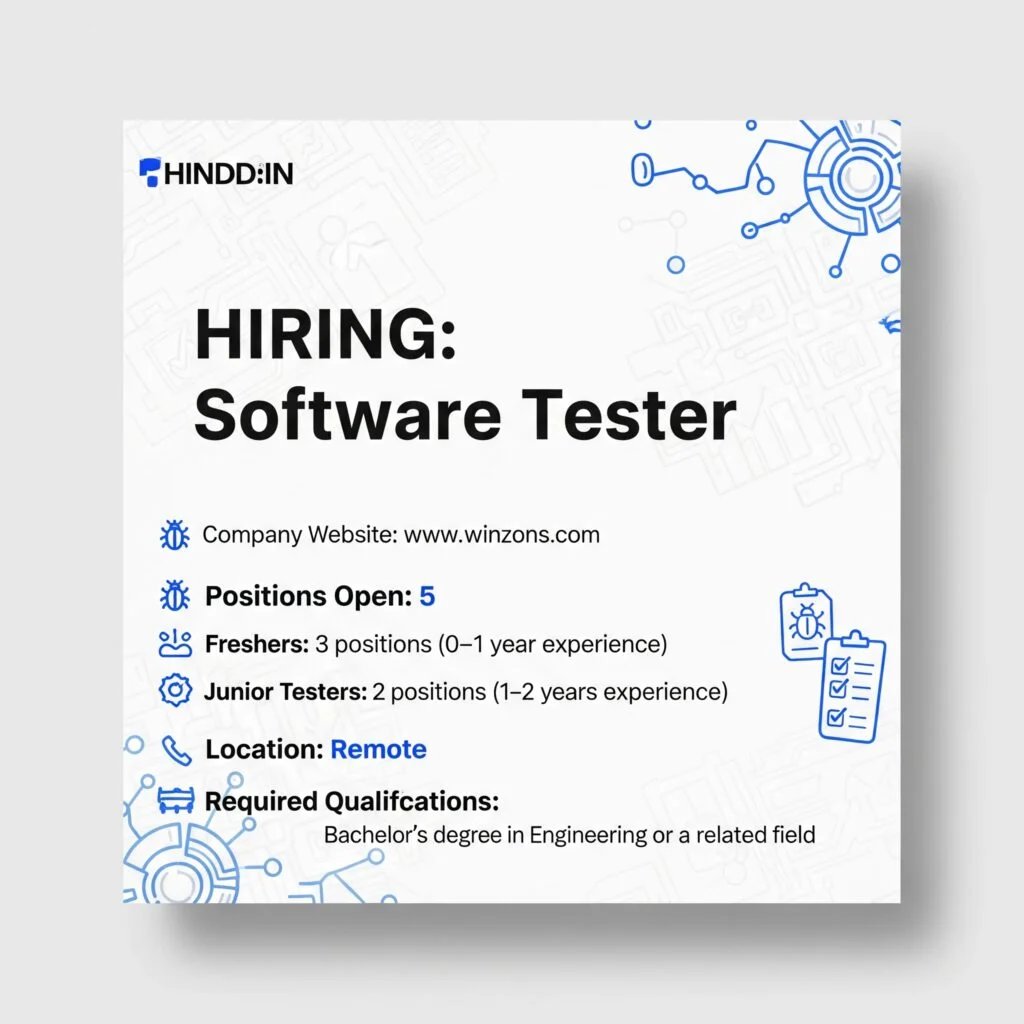 HINDD:IN
HIRING:
Software Tester
Company Website: www.winzons.com
Positions Open: 5
Freshers: 3 positions (0–1 year experience)
Junior Testers: 2 positions (1–2 years experience)
Location: Remote
Required Qualifcations:
Bachelor's degree in Engineering or a related field